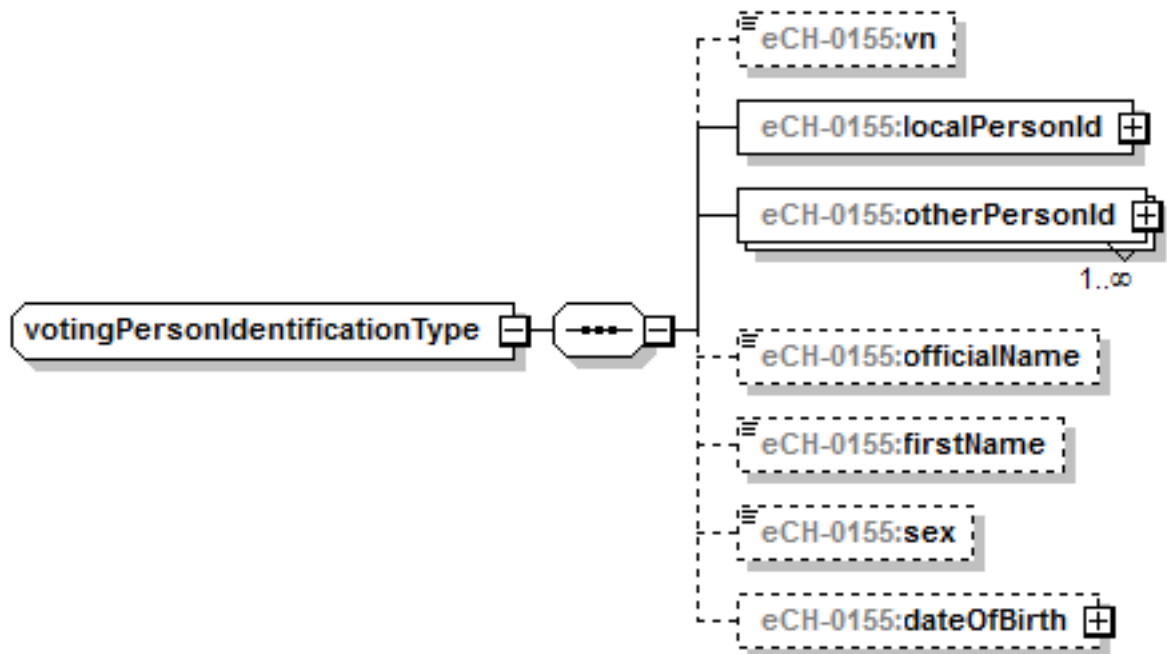 eCH-0155:vn
eCH-0155:localPersonId
eCH-0155:otherPersonId
1..∞
votingPersonIdentificationType
eCH-0155:officialName
eCH-0155:firstName
eCH-0155:sex
eCH-0155:dateOfBirth